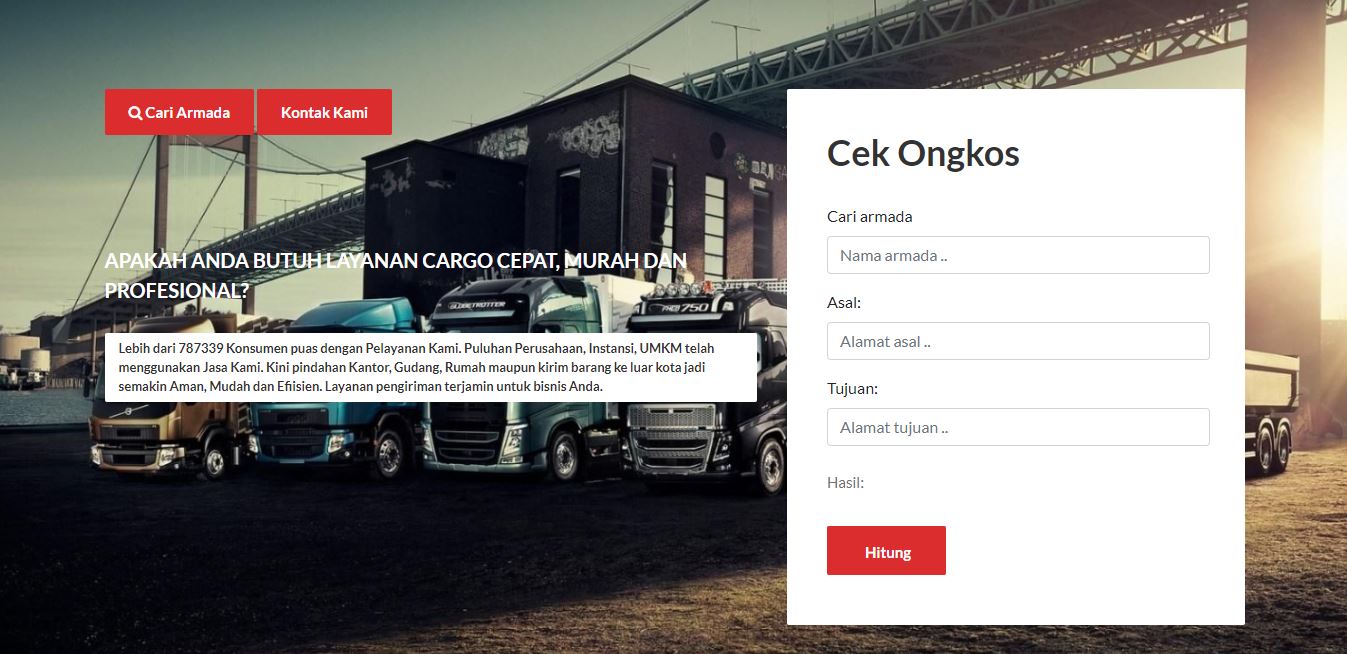 Cari Armada
Kontak Kami
APAKAH ANDA BUTUH LAYANAN CARGO CEPAT, MURAH DAN
PROFESIONAL?
Lebih dari 787339 Konsumen puas dengan Pelayanan Kami. Puluhan Perusahaan, Instansi, UMKM telah
menggunakan Jasa Kami. Kini pindahan Kantor, Gudang, Rumah maupun kirim barang ke luar kota jadi
semakin Aman, Mudah dan Efiisien. Layanan pengiriman terjamin untuk bisnis Anda.
GLOBETROTTER
FH16 750
Cek Ongkos
Cari armada
Nama armada ..
Asal:
Alamat asal ..
Tujuan:
Alamat tujuan ..
Hasil:
Hitung